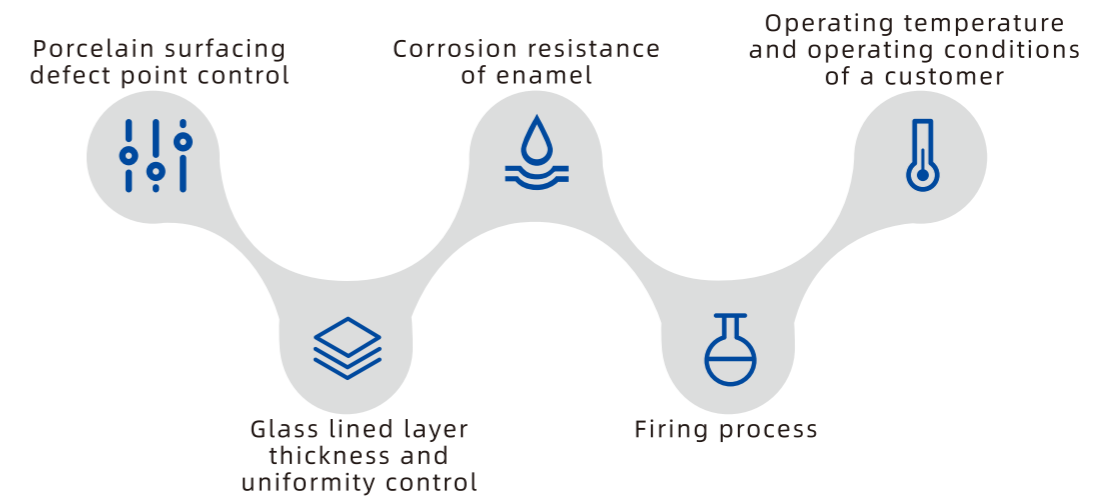 Porcelain surfacing
defect point control
Glass lined layer
thickness and
uniformity control
Corrosion resistance
of enamel
Firing process
Operating temperature
and operating conditions
of a customer